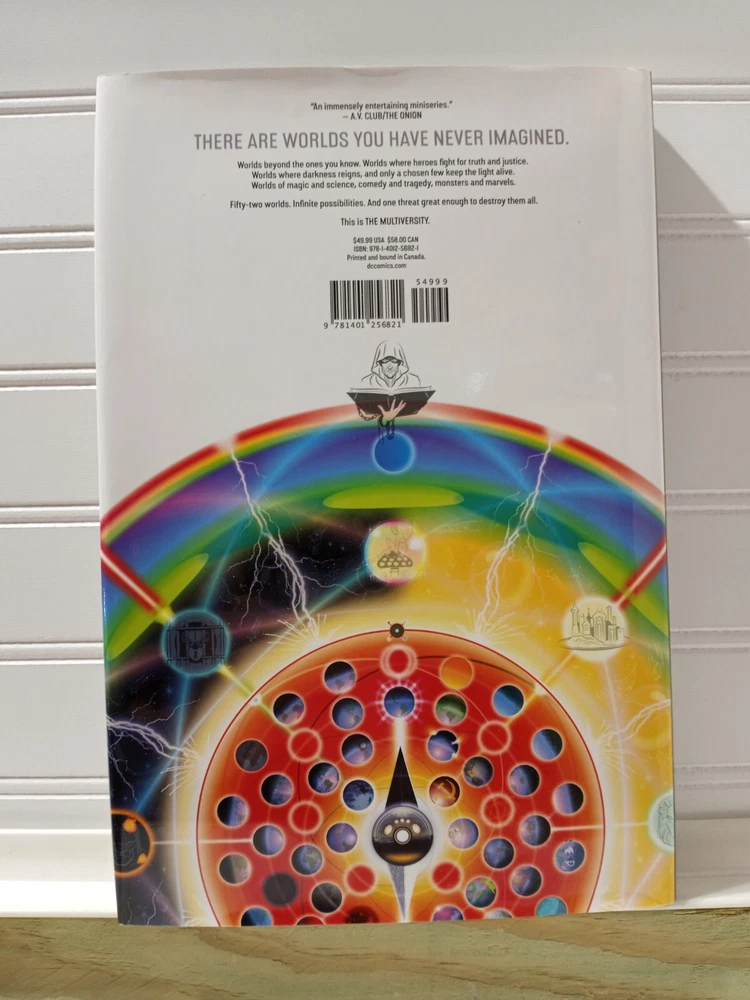 "An immensely entertaining miniseries."
— A.V. CLUB/THE ONION
THERE ARE WORLDS YOU HAVE NEVER IMAGINED.
Worlds beyond the ones you know. Worlds where heroes fight for truth and justice.
Worlds where darkness reigns, and only a chosen few keep the light alive.
Worlds of magic and science, comedy and tragedy, monsters and marvels.
Fifty-two worlds. Infinite possibilities. And one threat great enough to destroy them all.
This is THE MULTIVERSITY.
$49.99 USA $58.00 CAN
ISBN: 978-1-4012-5682-1
Printed and bound in Canada.
dccomics.com
54999
9 781401 256821